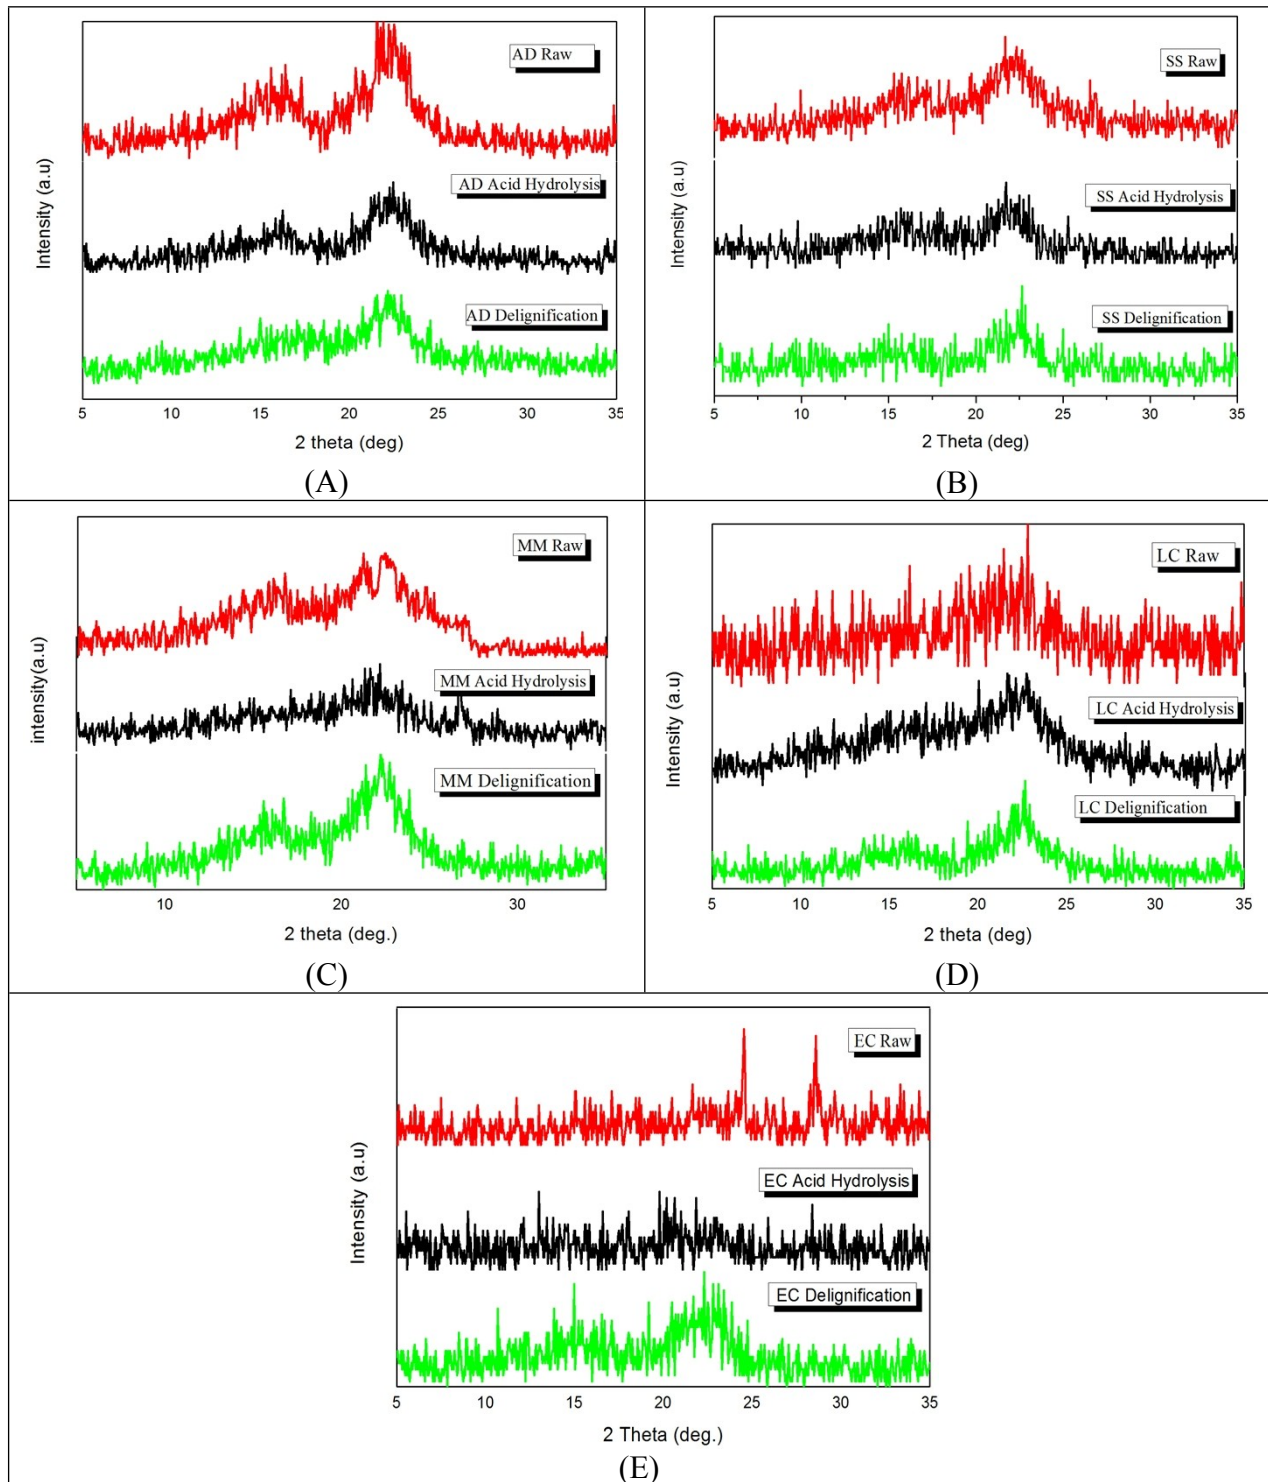 AD Raw
AD Acid Hydrolysis
AD Delignification
Intensity (a.u)
5 10 15 20 25 30 35
2 theta (deg)
(A)
SS Raw
SS Acid Hydrolysis
SS Delignification
Intensity (a.u)
5 10 15 20 25 30 35
2 Theta (deg)
(B)
MM Raw
MM Acid Hydrolysis
MM Delignification
intensity(a.u)
10 20 30
2 theta (deg.)
(C)
LC Raw
LC Acid Hydrolysis
LC Delignification
Intensity (a.u)
5 10 15 20 25 30 35
2 theta (deg)
(D)
EC Raw
EC Acid Hydrolysis
EC Delignification
Intensity (a.u)
5 10 15 20 25 30 35
2 Theta (deg.)
(E)